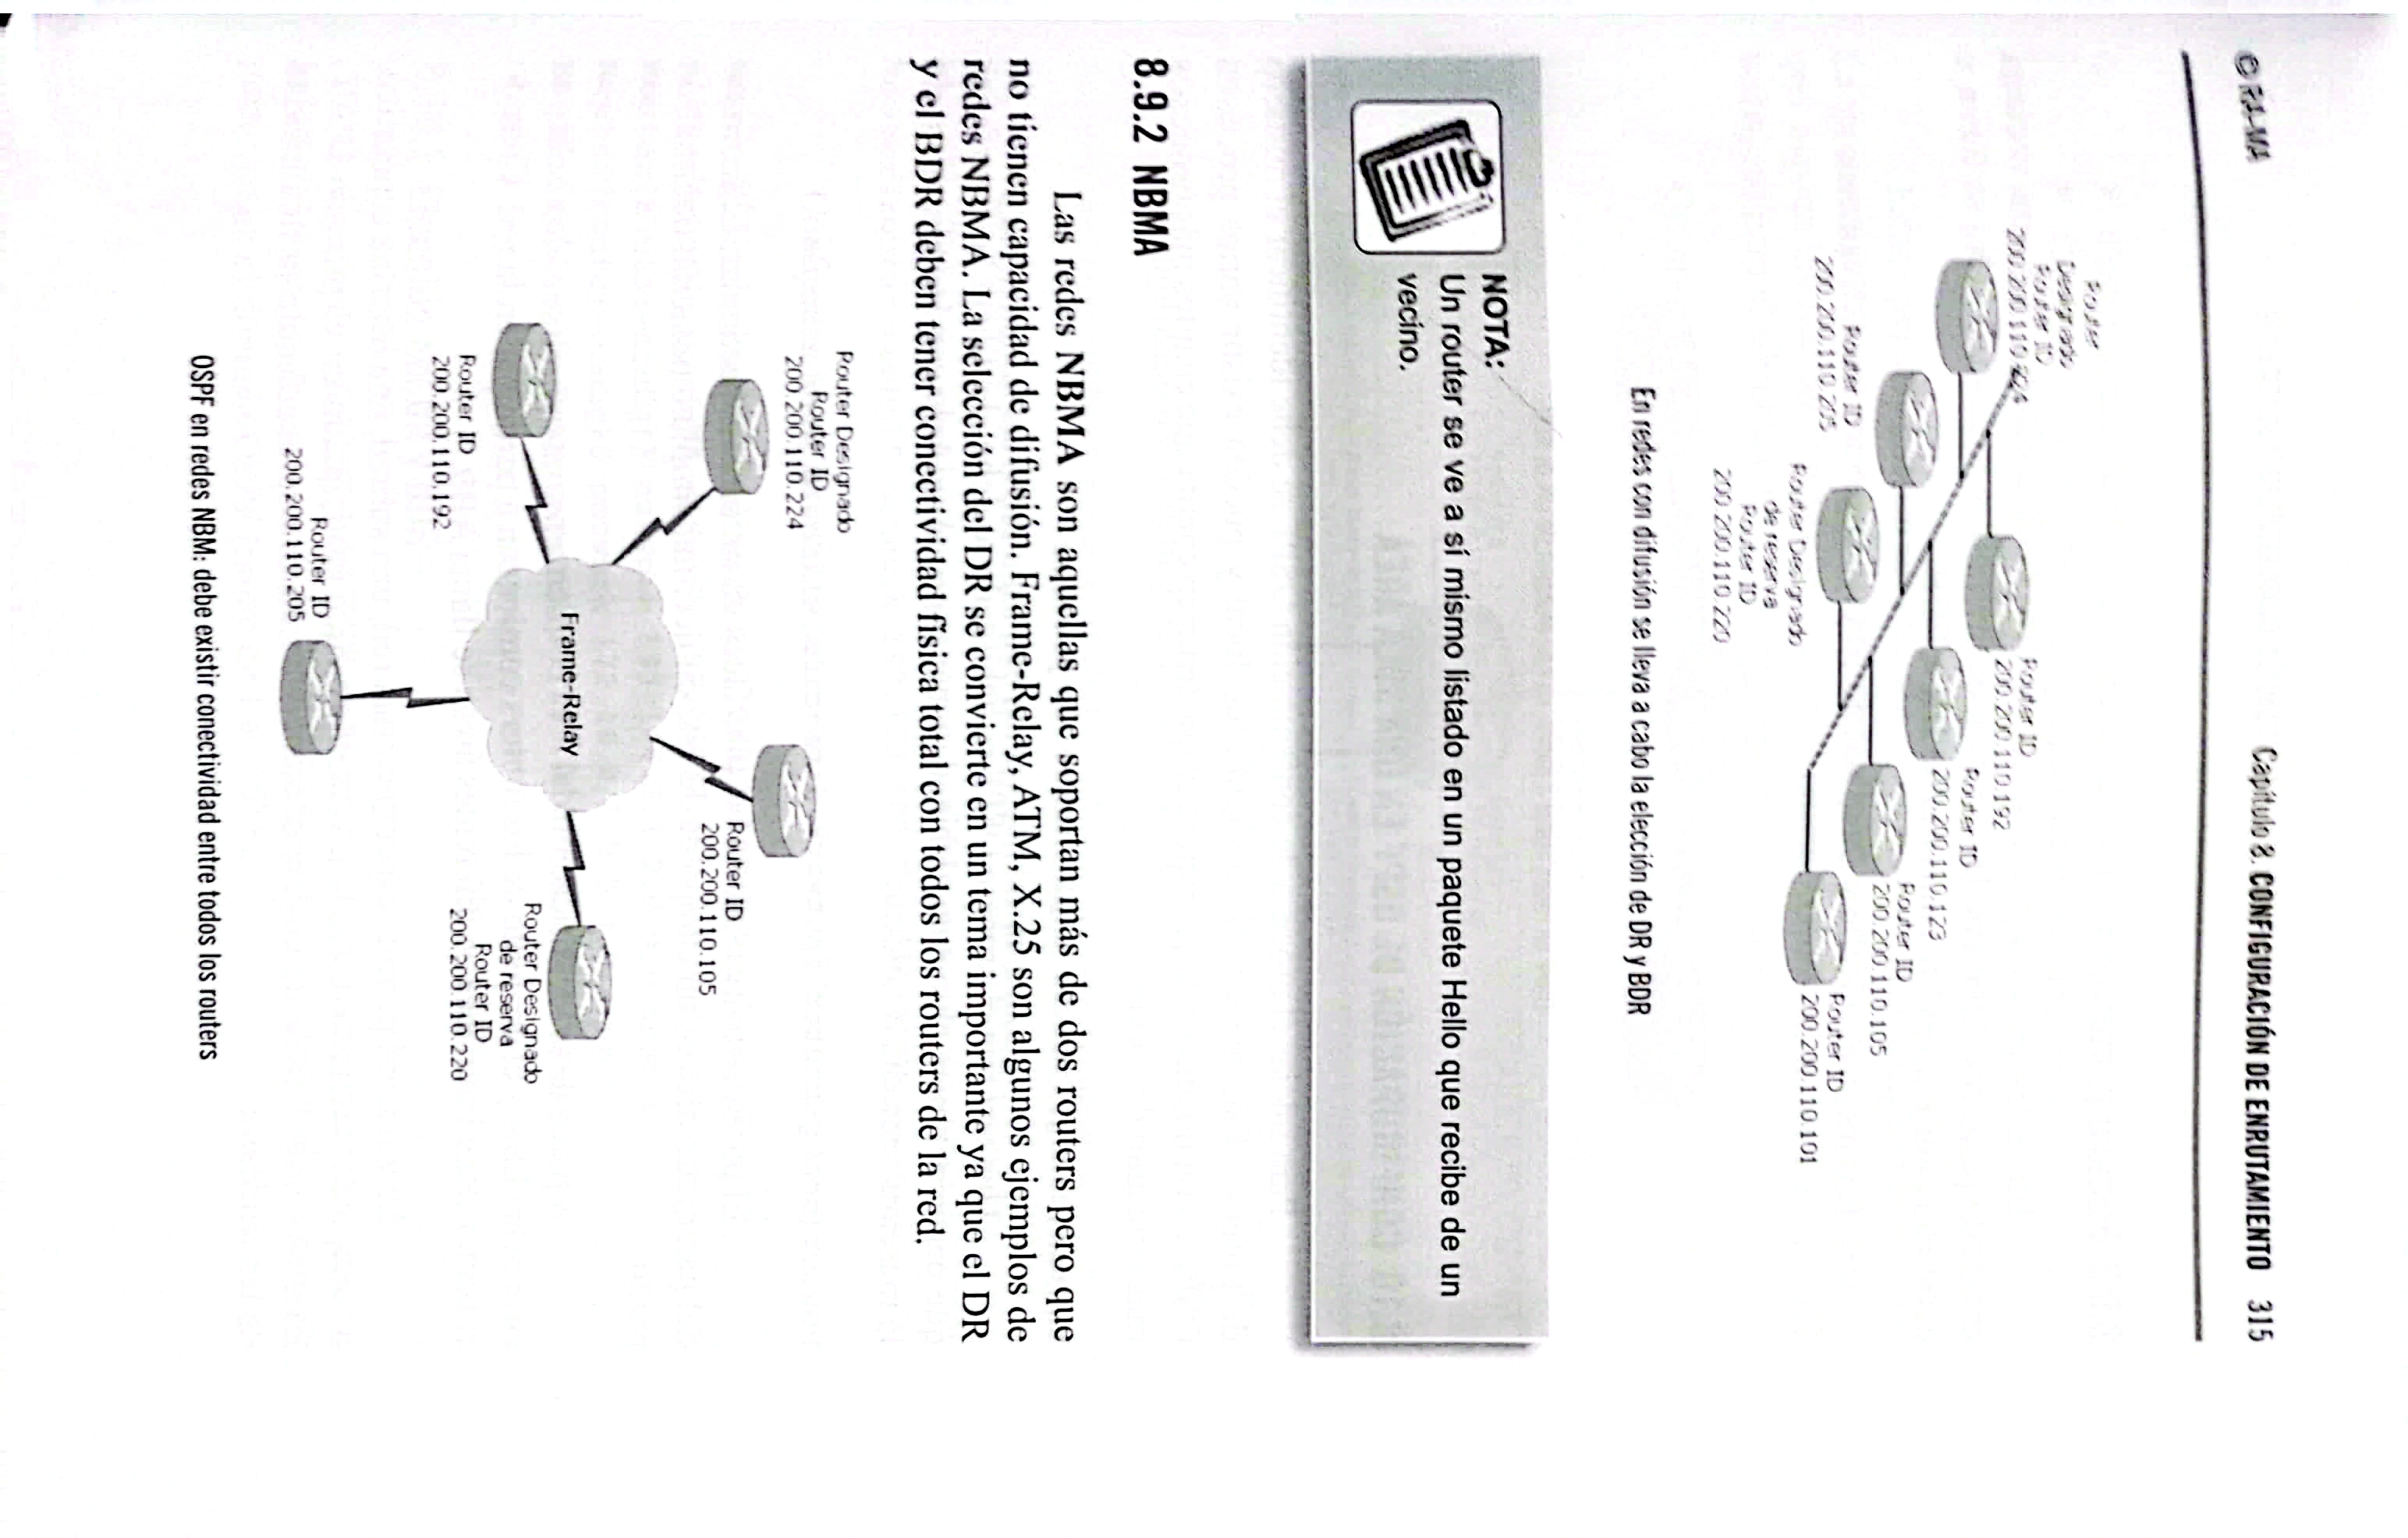 © RA-MA
Capítulo 8. CONFIGURACIÓN DE ENRUTAMIENTO 315
Router
Designado
Router ID
200.200.110.224
Router ID
200.200.110.205
Router Designado
de reserva
Router ID
200.200.110.220
Router ID
200.200.110.192
Router ID
200.200.110.123
Router ID
200.200.110.105
Router ID
200.200.110.101
En redes con difusión se lleva a cabo la elección de DR y BDR
NOTA:
Un router se ve a sí mismo listado en un paquete Hello que recibe de un
vecino.
8.9.2 NBMA
Las redes NBMA son aquellas que soportan más de dos routers pero que
no tienen capacidad de difusión. Frame-Relay, ATM, X.25 son algunos ejemplos de
redes NBMA. La selección del DR se convierte en un tema importante ya que el DR
y el BDR deben tener conectividad física total con todos los routers de la red.
Router Designado
Router ID
200.200.110.224
Router ID
200.200.110.105
Frame-Relay
Router ID
200.200.110.192
Router Designado
de reserva
Router ID
200.200.110.220
Router ID
200.200.110.205
OSPF en redes NBM: debe existir conectividad entre todos los routers